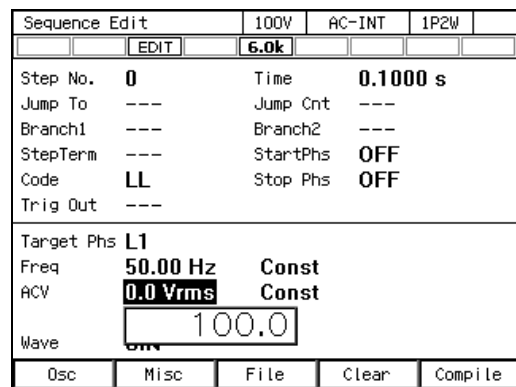 Sequence Edit 100V AC-INT 1P2W
EDIT 6.0k
Step No. 0 Time 0.1000 s
Jump To --- Jump Cnt ---
Branch1 --- Branch2 ---
StepTerm --- StartPhs OFF
Code LL Stop Phs OFF
Trig Out ---
Target Phs L1
Freq 50.00 Hz Const
ACV 0.0 Vrms Const
100.0
Wave
Osc Misc File Clear Compile